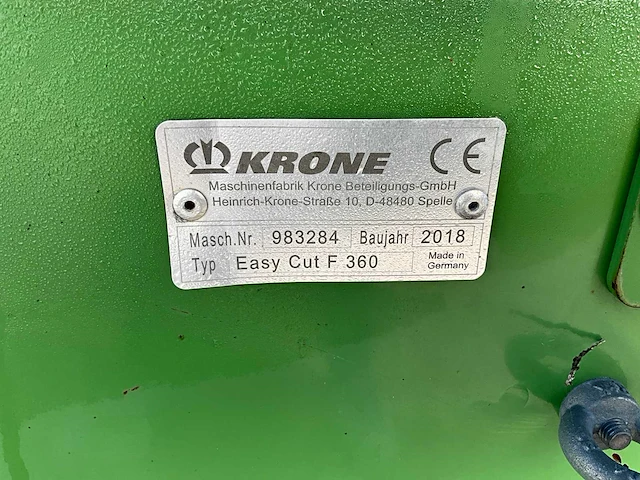 KRONE CE
Maschinenfabrik Krone Beteiligungs-GmbH
Heinrich-Krone-Straße 10, D-48480 Spelle
Masch.Nr. 983284 Baujahr 2018
Typ Easy Cut F 360 Made in Germany